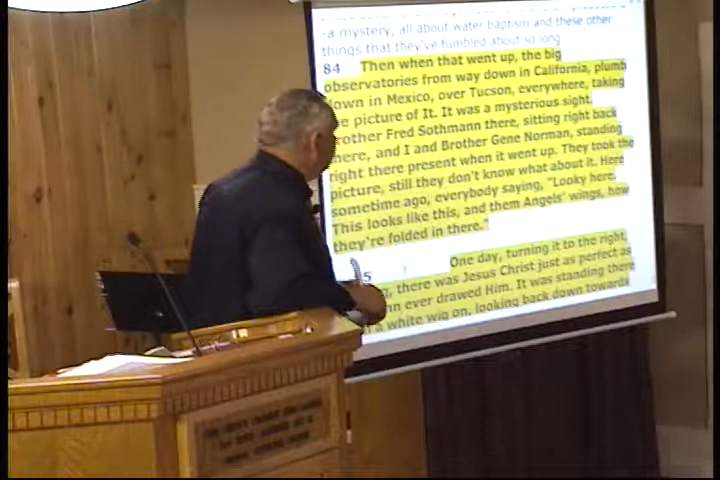 -a mystery, all about water baptism and these other
things that they've fumbled about so long
84 Then when that went up, the big
observatories from way down in California, plumb
down in Mexico, over Tucson, everywhere, taking
the picture of It. It was a mysterious sight.
Brother Fred Sothmann there, sitting right back
there, and I and Brother Gene Norman, standing
right there present when it went up. They took the
picture, still they don't know what about it. Here
sometime ago, everybody saying, "Looky here.
This looks like this, and them Angels' wings, how
they're folded in there."
5 One day, turning it to the right,
there was Jesus Christ just as perfect as
ever drawed Him. It was standing there
a white wig on, looking back down towards